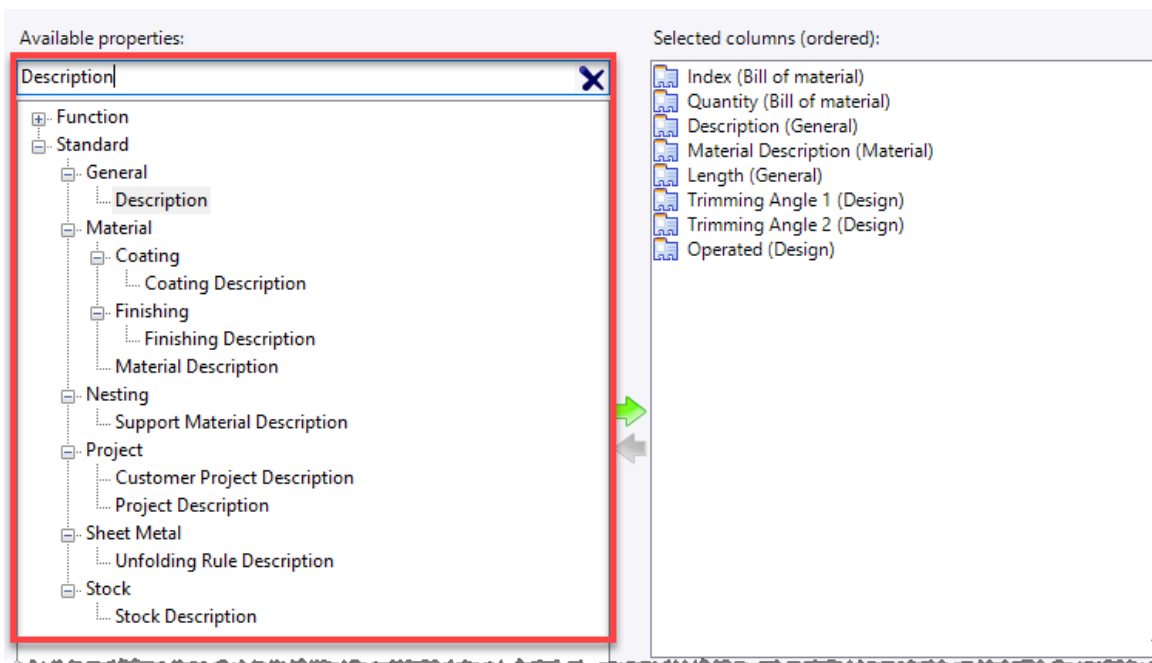 Available properties:
Description
Function
Standard
General
Description
Material
Coating
Coating Description
Finishing
Finishing Description
Material Description
Nesting
Support Material Description
Project
Customer Project Description
Project Description
Sheet Metal
Unfolding Rule Description
Stock
Stock Description
Selected columns (ordered):
Index (Bill of material)
Quantity (Bill of material)
Description (General)
Material Description (Material)
Length (General)
Trimming Angle 1 (Design)
Trimming Angle 2 (Design)
Operated (Design)